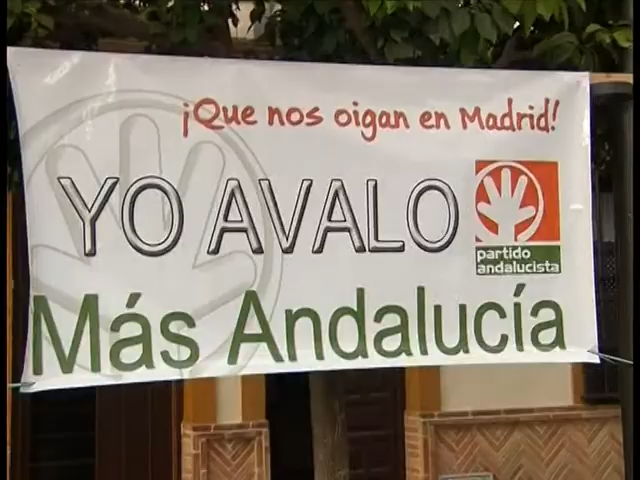 ¡Que nos oigan en Madrid!
YO AVALO
partido
andalucista
Más Andalucía